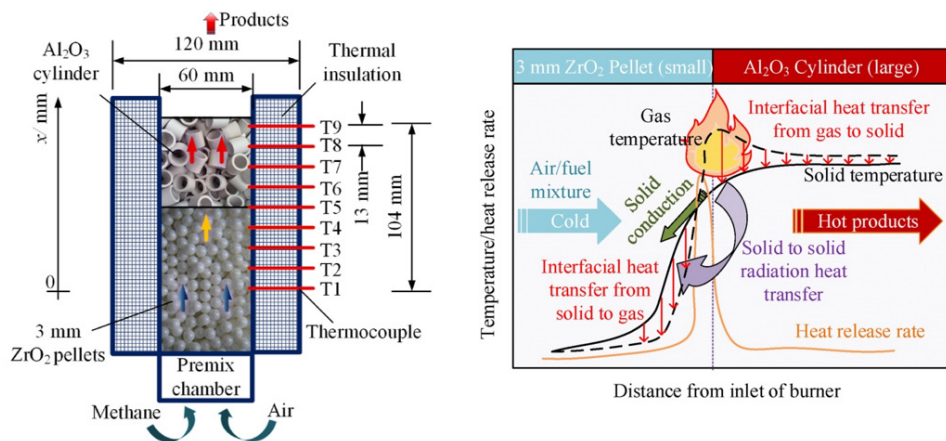 Products
120 mm
Al₂O₃
cylinder
Thermal
insulation
60 mm
x/ mm
T9
T8
T7
T6
T5
T4
T3
T2
T1
13 mm
104 mm
0
3 mm
ZrO₂ pellets
Thermocouple
Premix
chamber
Methane
Air
3 mm ZrO₂ Pellet (small)
Al₂O₃ Cylinder (large)
Temperature/heat release rate
Gas
temperature
Interfacial heat transfer
from gas to solid
Air/fuel
mixture
Cold
Solid
conduction
Solid temperature
Hot products
Interfacial heat
transfer from
solid to gas
Solid to solid
radiation heat
transfer
Heat release rate
Distance from inlet of burner